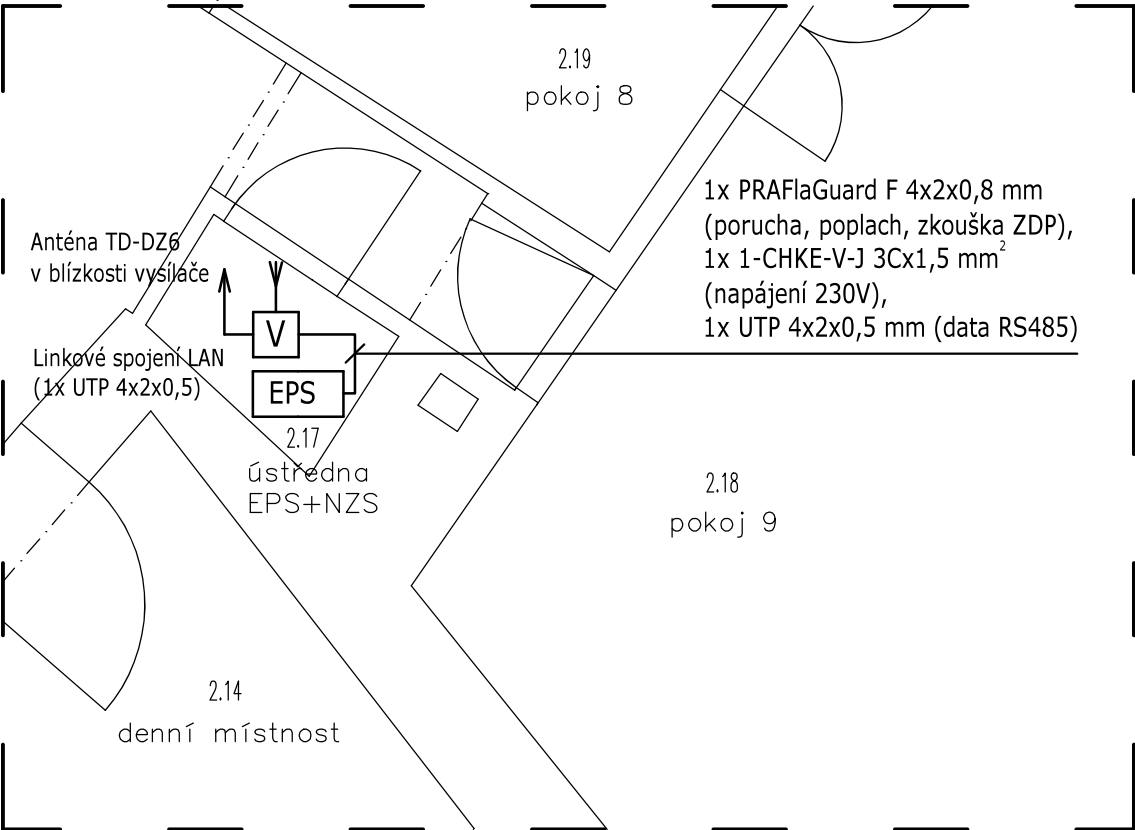 2.19
pokoj 8
1x PRAFlaGuard F 4x2x0,8 mm
(porucha, poplach, zkouška ZDP),
1x 1-CHKE-V-J 3Cx1,5 mm²
(napájení 230V),
1x UTP 4x2x0,5 mm (data RS485)
Anténa TD-DZ6
v blízkosti vysílače
V
Linkové spojení LAN
(1x UTP 4x2x0,5)
EPS
2.17
ústředna
EPS+NZS
2.18
pokoj 9
2.14
denní místnost